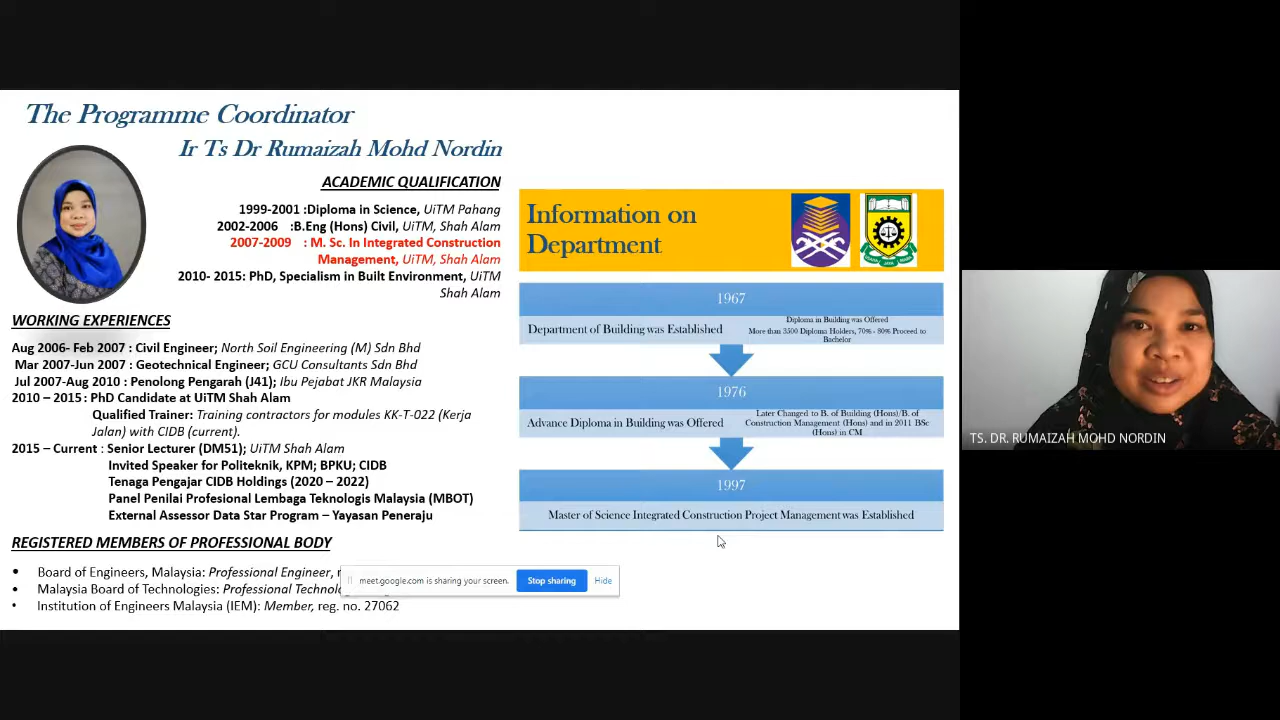 The Programme Coordinator
Ir Ts Dr Rumaizah Mohd Nordin
ACADEMIC QUALIFICATION
1999-2001 :Diploma in Science, UiTM Pahang
2002-2006 :B.Eng (Hons) Civil, UiTM, Shah Alam
2007-2009 : M. Sc. In Integrated Construction
Management, UiTM, Shah Alam
2010- 2015: PhD, Specialism in Built Environment, UiTM
Shah Alam
WORKING EXPERIENCES
Aug 2006- Feb 2007 : Civil Engineer; North Soil Engineering (M) Sdn Bhd
Mar 2007-Jun 2007 : Geotechnical Engineer; GCU Consultants Sdn Bhd
Jul 2007-Aug 2010 : Penolong Pengarah (J41); Ibu Pejabat JKR Malaysia
2010 – 2015 : PhD Candidate at UiTM Shah Alam
Qualified Trainer: Training contractors for modules KK-T-022 (Kerja
Jalan) with CIDB (current).
2015 – Current : Senior Lecturer (DM51); UiTM Shah Alam
Invited Speaker for Politeknik, KPM; BPKU; CIDB
Tenaga Pengajar CIDB Holdings (2020 – 2022)
Panel Penilai Profesional Lembaga Teknologis Malaysia (MBOT)
External Assessor Data Star Program – Yayasan Peneraju
REGISTERED MEMBERS OF PROFESSIONAL BODY
• Board of Engineers, Malaysia: Professional Engineer,
• Malaysia Board of Technologies: Professional
• Institution of Engineers Malaysia (IEM): Member, reg. no. 27062
meet.google.com is sharing your screen. Stop sharing Hide
Information on
Department
1967
Department of Building was Established
Diploma in Building was Offered
More than 3500 Diploma Holders, 70% - 80% Proceed to
Bachelor
1976
Advance Diploma in Building was Offered
Later Changed to B. of Building (Hons)/B. of
Construction Management (Hons) and in 2011 BSc
(Hons) in CM
1997
Master of Science Integrated Construction Project Management was Established
TS. DR. RUMAIZAH MOHD NORDIN